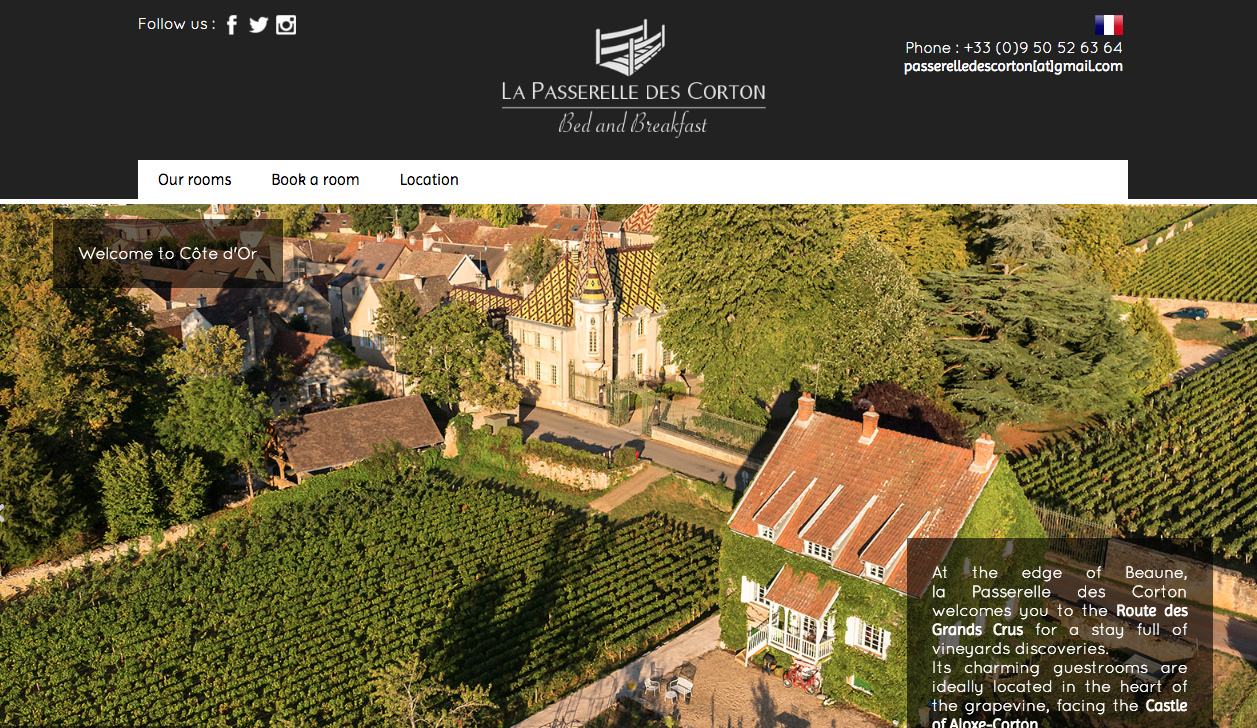 Follow us :
Phone : +33 (0)9 50 52 63 64
passerelledescorton[at]gmail.com
La Passerelle des Corton
Bed and Breakfast
Our rooms
Book a room
Location
Welcome to Côte d'Or
At the edge of Beaune,
la Passerelle des Corton
welcomes you to the Route des
Grands Crus for a stay full of
vineyards discoveries.
Its charming guestrooms are
ideally located in the heart of
the grapevine, facing the Castle
of Aloxe-Corton